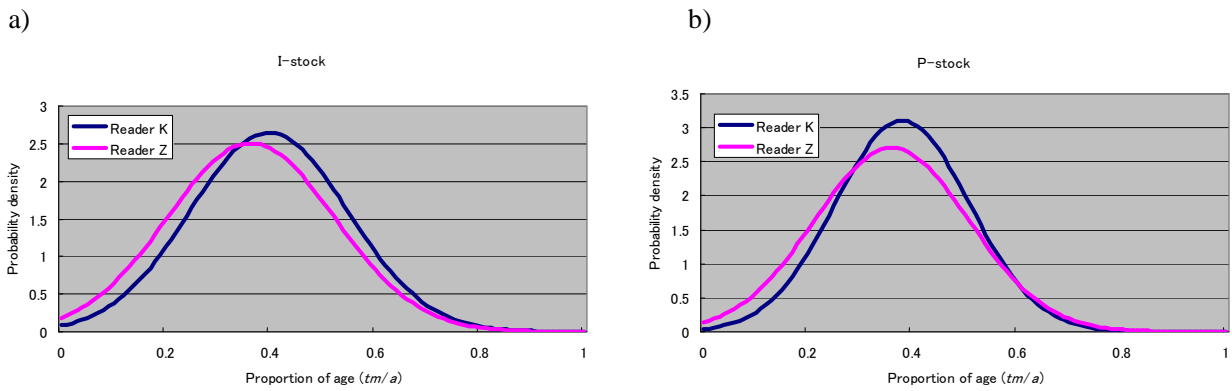 a)
I-stock
3
2.5
2
1.5
1
0.5
0
Probability density
Reader K
Reader Z
0 0.2 0.4 0.6 0.8 1
Proportion of age (tm/a)
b)
P-stock
3.5
3
2.5
2
1.5
1
0.5
0
Probability density
Reader K
Reader Z
0 0.2 0.4 0.6 0.8 1
Proportion of age (tm/a)